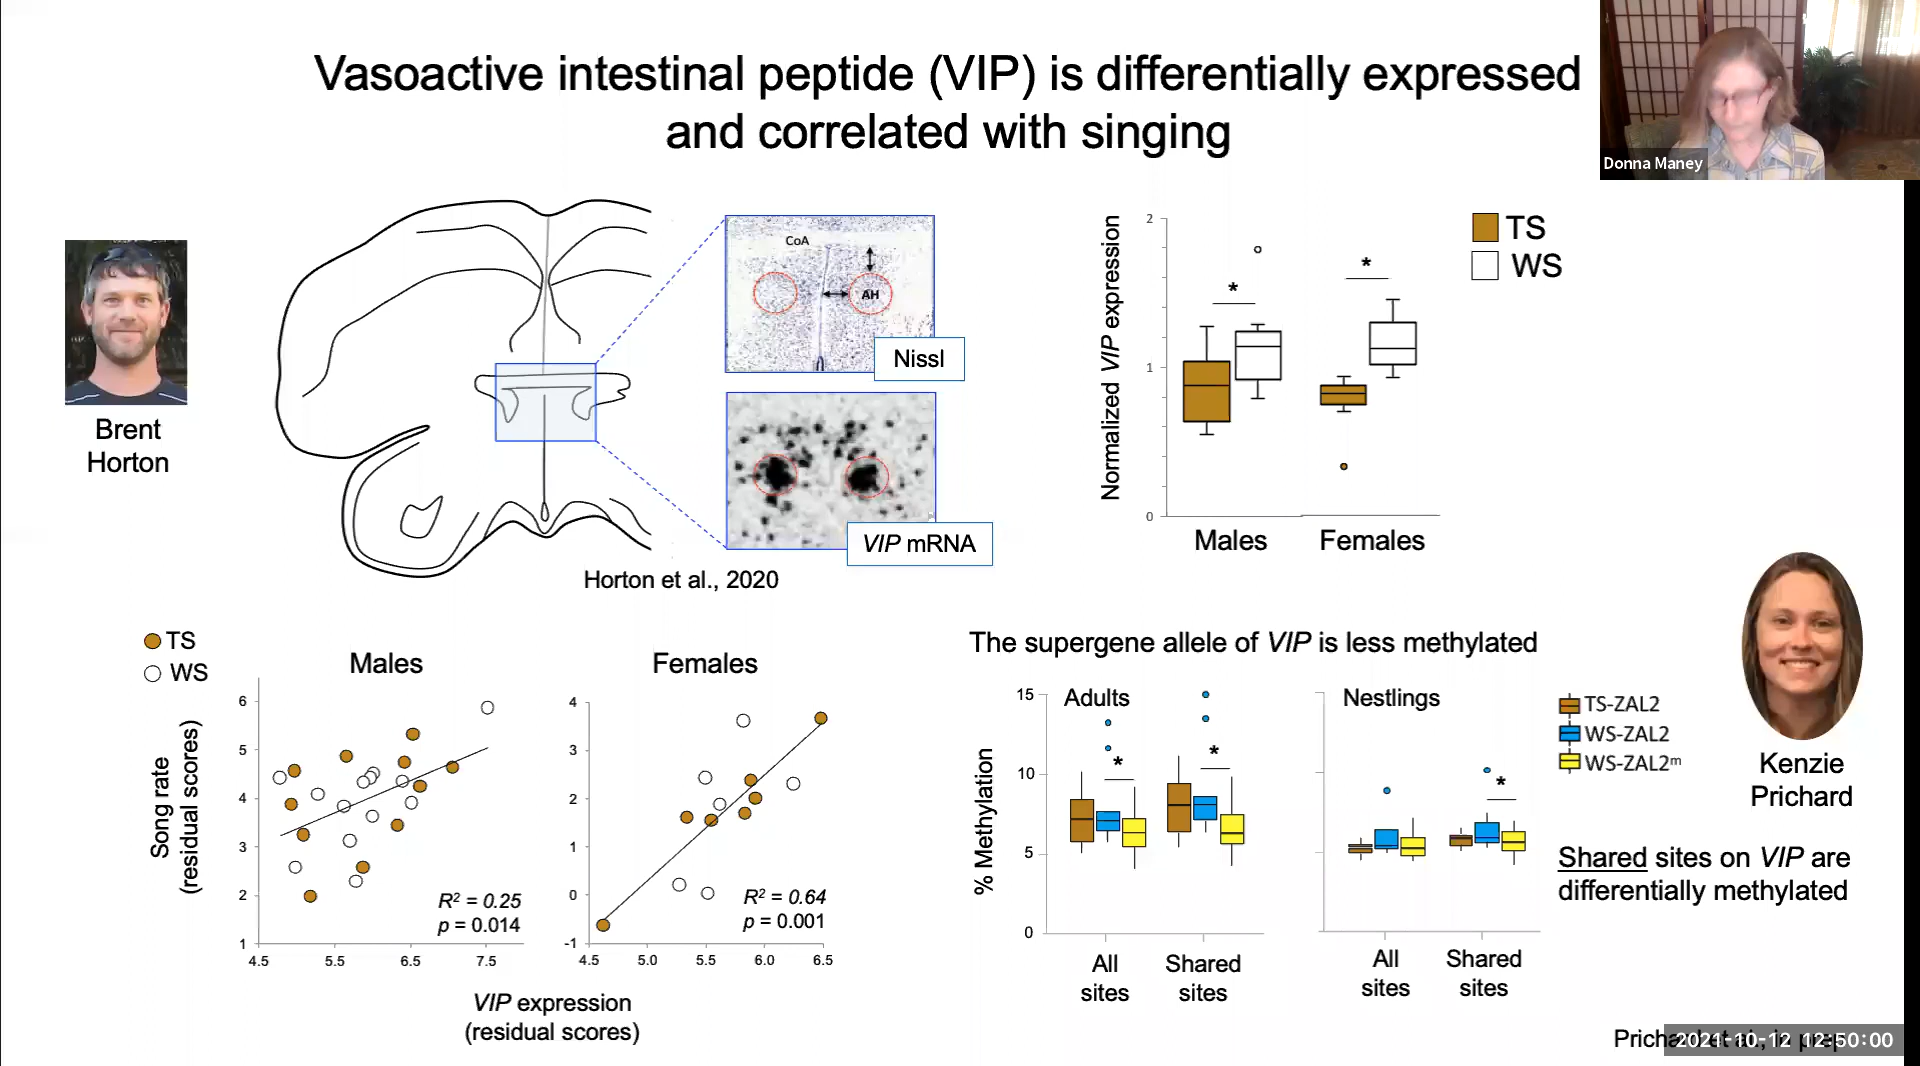 Vasoactive intestinal peptide (VIP) is differentially expressed
and correlated with singing
Donna Maney
Brent
Horton
CoA
AH
Nissl
VIP mRNA
Horton et al., 2020
Normalized VIP expression
2
1
0
*
*
Males
Females
TS
WS
TS
WS
Males
Song rate
(residual scores)
6
5
4
3
2
1
4.5
5.5
6.5
7.5
R² = 0.25
p = 0.014
Females
4
3
2
1
0
-1
4.5
5.0
5.5
6.0
6.5
R² = 0.64
p = 0.001
VIP expression
(residual scores)
The supergene allele of VIP is less methylated
% Methylation
15
10
5
0
Adults
*
*
All
sites
Shared
sites
Nestlings
*
All
sites
Shared
sites
TS-ZAL2
WS-ZAL2
WS-ZAL2ᵐ
Kenzie
Prichard
Shared sites on VIP are
differentially methylated
2021-10-12 12:50:00